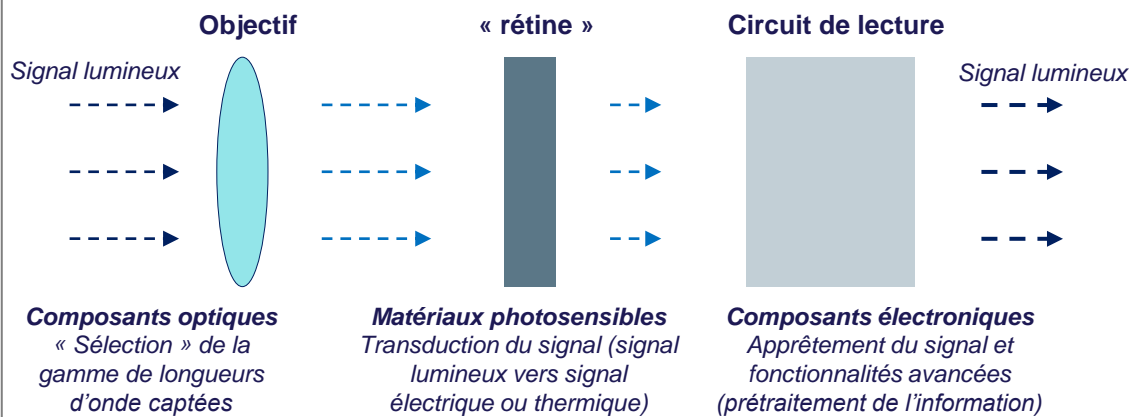 Objectif
« rétine »
Circuit de lecture
Signal lumineux
Signal lumineux
Composants optiques
« Sélection » de la
gamme de longueurs
d'onde captées
Matériaux photosensibles
Transduction du signal (signal
lumineux vers signal
électrique ou thermique)
Composants électroniques
Apprêtement du signal et
fonctionnalités avancées
(prétraitement de l'information)